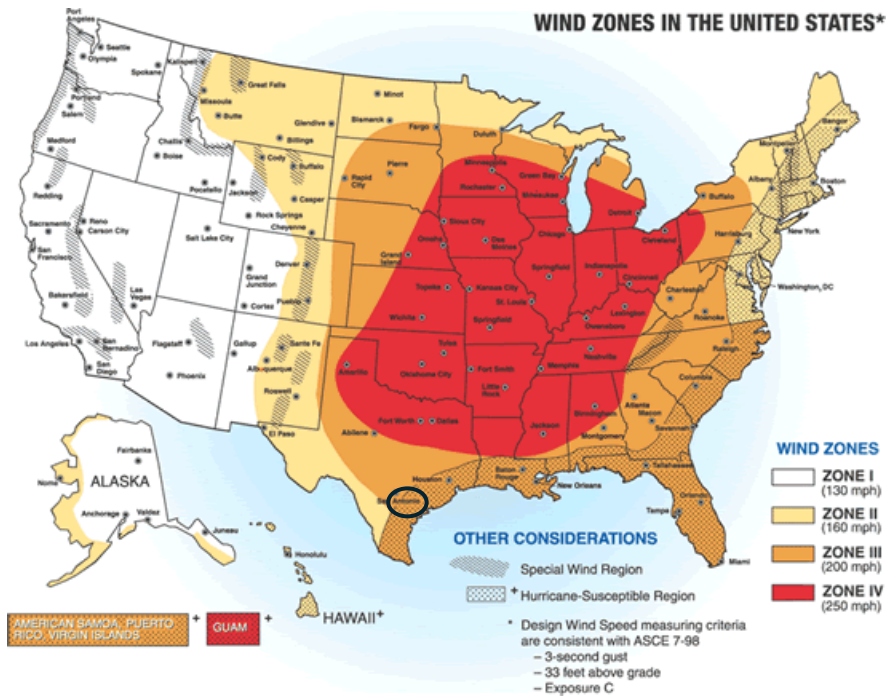 WIND ZONES IN THE UNITED STATES*
Port
Angeles
Seattle
Olympia
Spokane
Kalispell
Great Falls
Portland
Salem
Missoula
Butte
Glendive
Minot
Bismarck
Fargo
Duluth
Billings
Medford
Challis
Boise
Cody
Buffalo
Pierre
Rapid
City
Minneapolis
Rochester
Green Bay
Milwaukee
Bangor
Montpelier
Albany
Boston
Buffalo
Redding
Pocatello
Jackson
Casper
Rock Springs
Cheyenne
Sioux City
Detroit
Chicago
Cleveland
Harrisburg
New York
Sacramento
Reno
Carson City
San
Francisco
Salt Lake City
Grand
Island
Omaha
Des
Moines
Denver
Grand
Junction
Pueblo
Cortez
Topeka
Kansas City
Springfield
Indianapolis
Cincinnati
St. Louis
Charleston
Washington, DC
Roanoke
Bakersfield
Las
Vegas
Wichita
Springfield
Lexington
Owensboro
Raleigh
Los Angeles
San
Bernadino
San
Diego
Flagstaff
Gallup
Santa Fe
Albuquerque
Amarillo
Tulsa
Oklahoma City
Fort Smith
Little
Rock
Memphis
Nashville
Columbia
Phoenix
Roswell
El Paso
Fort Worth
Dallas
Abilene
Jackson
Birmingham
Montgomery
Atlanta
Macon
Savannah
Tallahassee
Houston
Baton
Rouge
New Orleans
San Antonio
Orlando
Tampa
Miami
Fairbanks
ALASKA
Nome
Anchorage
Valdez
Juneau
Honolulu
HAWAII+
WIND ZONES
ZONE I
(130 mph)
ZONE II
(160 mph)
ZONE III
(200 mph)
ZONE IV
(250 mph)
OTHER CONSIDERATIONS
Special Wind Region
+ Hurricane-Susceptible Region
* Design Wind Speed measuring criteria
are consistent with ASCE 7-98
– 3-second gust
– 33 feet above grade
– Exposure C
AMERICAN SAMOA, PUERTO
RICO, VIRGIN ISLANDS
+
GUAM
+